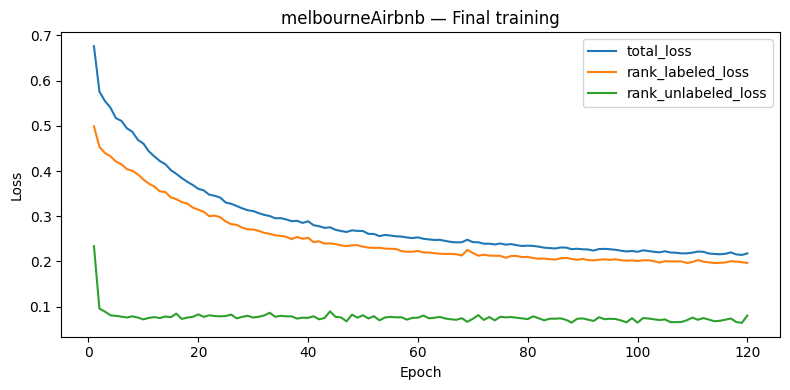 melbourneAirbnb — Final training
total_loss
rank_labeled_loss
rank_unlabeled_loss
Loss
0.7
0.6
0.5
0.4
0.3
0.2
0.1
0 20 40 60 80 100 120
Epoch